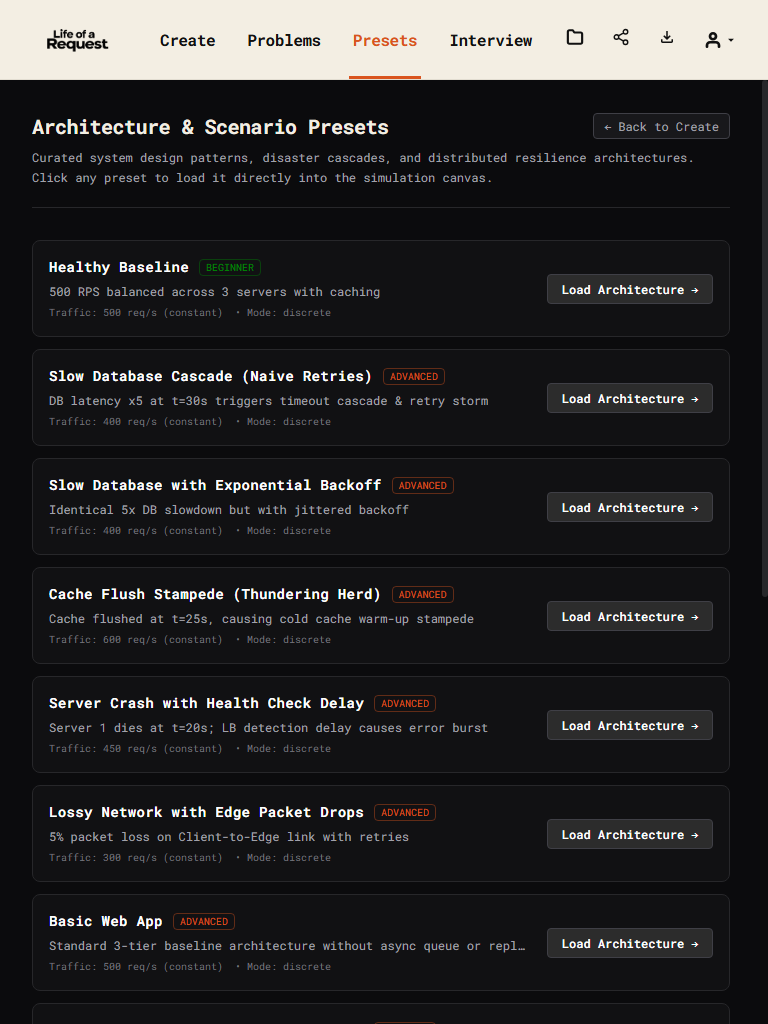 Life of a
Request
Create
Problems
Presets
Interview
Architecture & Scenario Presets
← Back to Create
Curated system design patterns, disaster cascades, and distributed resilience architectures.
Click any preset to load it directly into the simulation canvas.
Healthy Baseline BEGINNER
500 RPS balanced across 3 servers with caching
Traffic: 500 req/s (constant) • Mode: discrete
Load Architecture →
Slow Database Cascade (Naive Retries) ADVANCED
DB latency x5 at t=30s triggers timeout cascade & retry storm
Traffic: 400 req/s (constant) • Mode: discrete
Load Architecture →
Slow Database with Exponential Backoff ADVANCED
Identical 5x DB slowdown but with jittered backoff
Traffic: 400 req/s (constant) • Mode: discrete
Load Architecture →
Cache Flush Stampede (Thundering Herd) ADVANCED
Cache flushed at t=25s, causing cold cache warm-up stampede
Traffic: 600 req/s (constant) • Mode: discrete
Load Architecture →
Server Crash with Health Check Delay ADVANCED
Server 1 dies at t=20s; LB detection delay causes error burst
Traffic: 450 req/s (constant) • Mode: discrete
Load Architecture →
Lossy Network with Edge Packet Drops ADVANCED
5% packet loss on Client-to-Edge link with retries
Traffic: 300 req/s (constant) • Mode: discrete
Load Architecture →
Basic Web App ADVANCED
Standard 3-tier baseline architecture without async queue or repl…
Traffic: 500 req/s (constant) • Mode: discrete
Load Architecture →